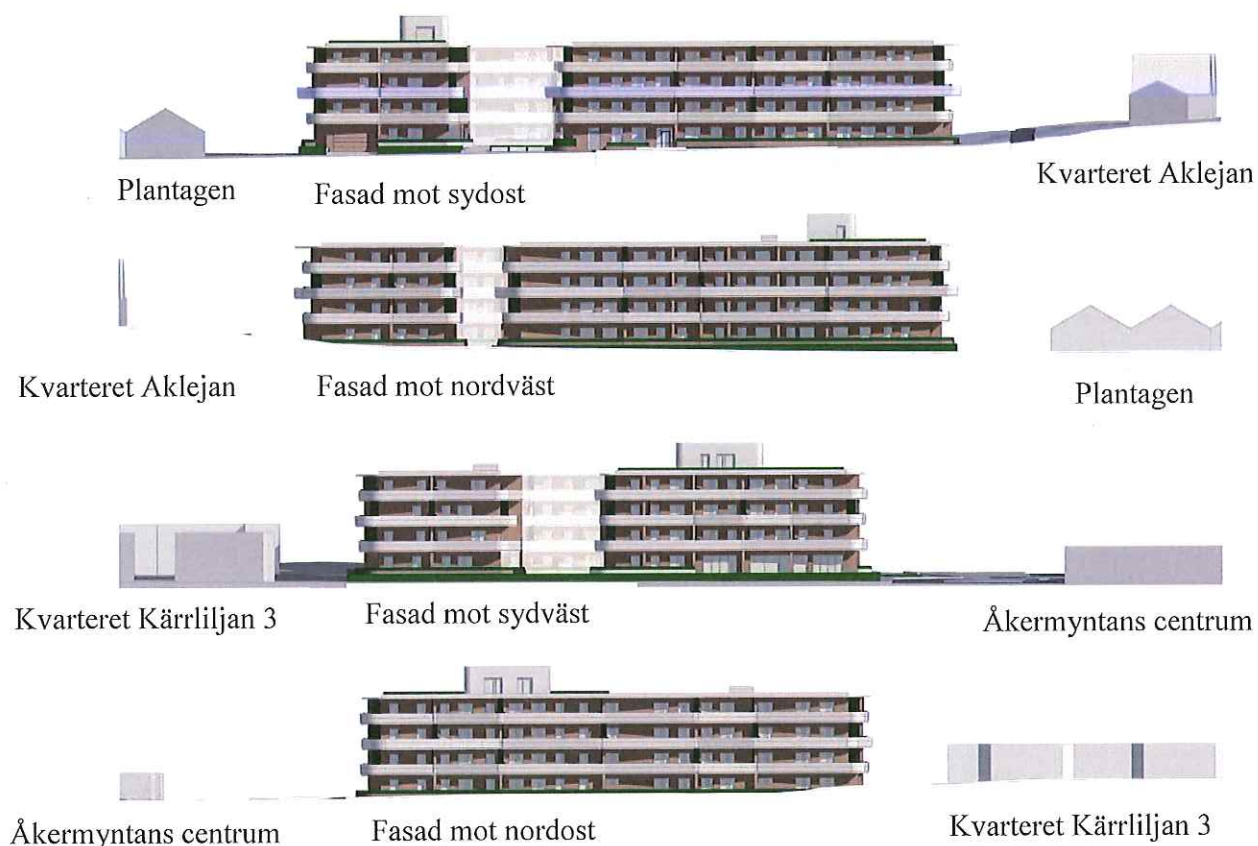 Plantagen
Fasad mot sydost
Kvarteret Aklejan
Kvarteret Aklejan
Fasad mot nordväst
Plantagen
Kvarteret Kärrliljan 3
Fasad mot sydväst
Åkermyntans centrum
Åkermyntans centrum
Fasad mot nordost
Kvarteret Kärrliljan 3